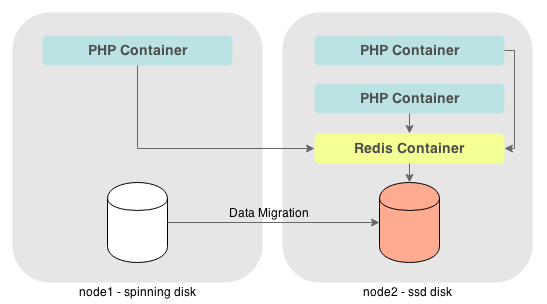 PHP Container
PHP Container
PHP Container
Redis Container
Data Migration
node1 - spinning disk
node2 - ssd disk